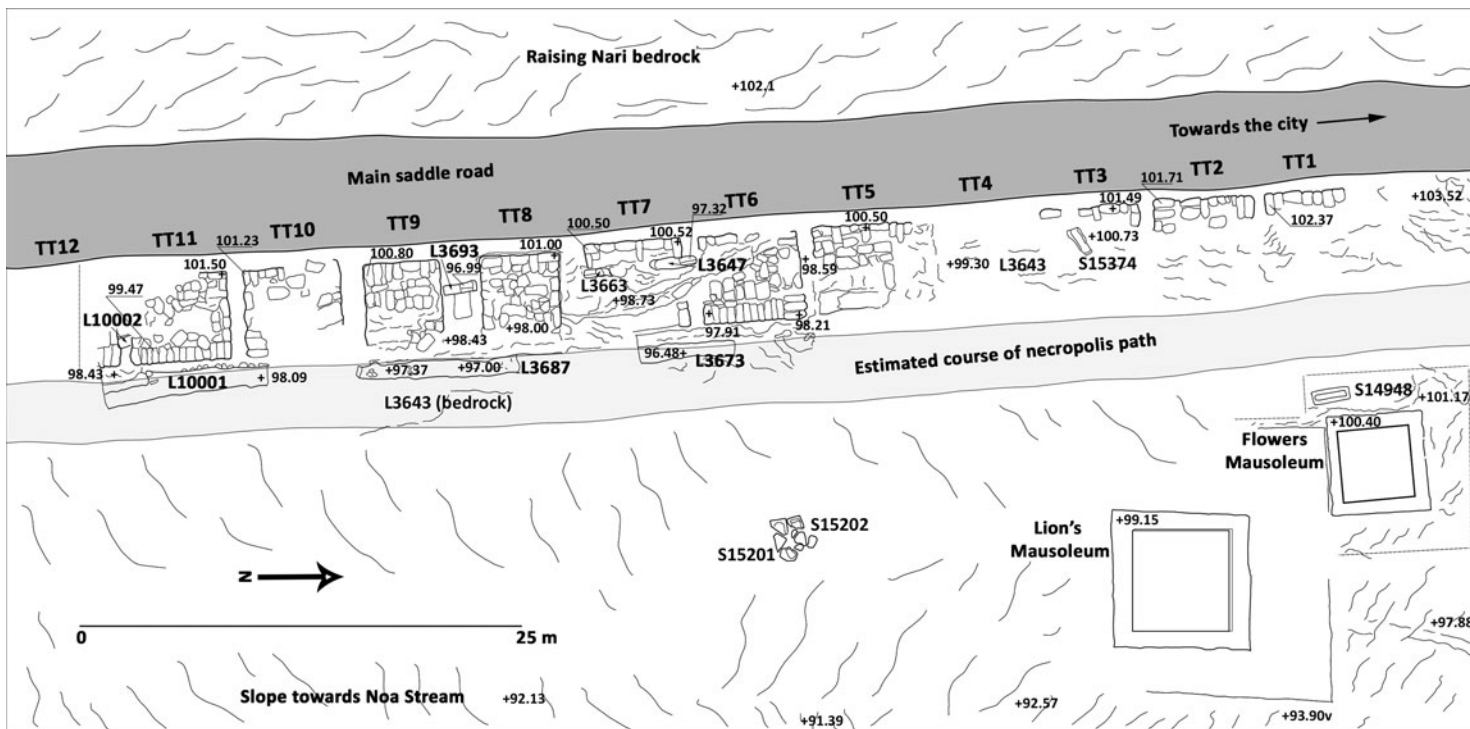 Raising Nari bedrock
+102.1
Towards the city
Main saddle road
TT12
TT11
TT10
TT9
TT8
TT7
TT6
TT5
TT4
TT3
TT2
TT1
101.23
101.50
100.80
L3693
96.99
101.00
100.50
100.52
97.32
100.50
101.49
101.71
102.37
+103.52
99.47
L10002
L3663
L3647
98.59
+99.30
L3643
+100.73
S15374
+98.73
+98.00
+98.43
97.91
98.21
98.43
L10001
98.09
+97.37
+97.00
L3687
96.48+
L3673
Estimated course of necropolis path
L3643 (bedrock)
S14948
+101.17
+100.40
Flowers
Mausoleum
S15202
S15201
Lion's
Mausoleum
+99.15
N
0
25 m
+97.88
Slope towards Noa Stream
+92.13
+91.39
+92.57
+93.90v